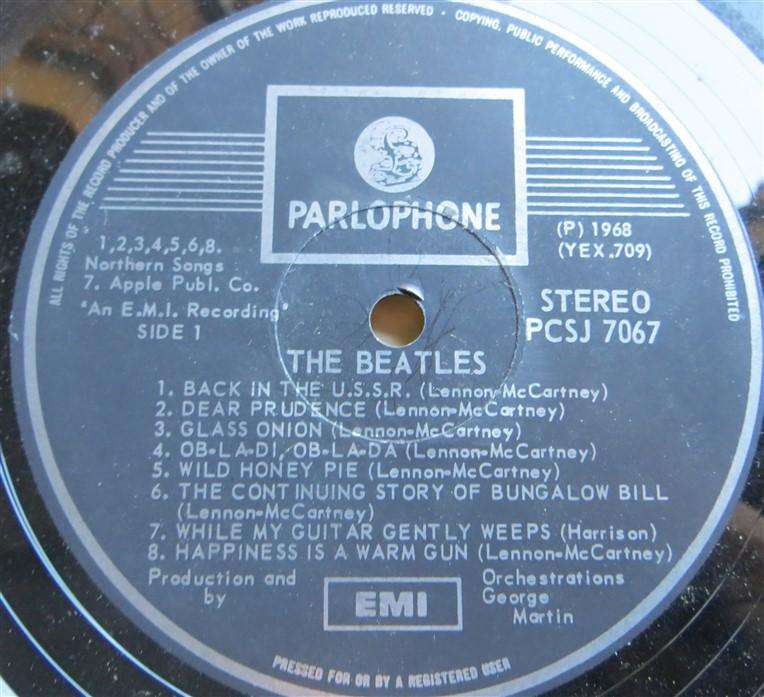 ALL RIGHTS OF THE RECORD PRODUCER AND OF THE OWNER OF THE WORK REPRODUCED RESERVED · COPYING, PUBLIC PERFORMANCE AND BROADCASTING OF THIS RECORD PROHIBITED
PARLOPHONE
1,2,3,4,5,6,8.
Northern Songs
7. Apple Publ. Co.
"An E.M.I. Recording"
SIDE 1
(P) 1968
(YEX.709)
STEREO
PCSJ 7067
THE BEATLES
1. BACK IN THE U.S.S.R. (Lennon-McCartney)
2. DEAR PRUDENCE (Lennon-McCartney)
3. GLASS ONION (Lennon-McCartney)
4. OB-LA-DI, OB-LA-DA (Lennon-McCartney)
5. WILD HONEY PIE (Lennon-McCartney)
6. THE CONTINUING STORY OF BUNGALOW BILL
(Lennon-McCartney)
7. WHILE MY GUITAR GENTLY WEEPS (Harrison)
8. HAPPINESS IS A WARM GUN (Lennon-McCartney)
Production and
by
EMI
Orchestrations
George
Martin
PRESSED FOR OR BY A REGISTERED USER